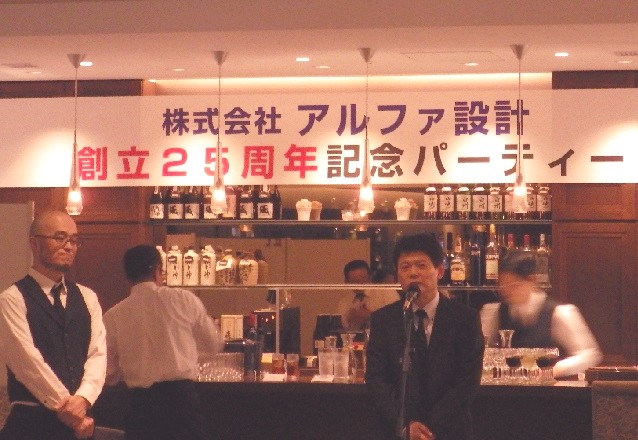 株式会社 アルファ設計
創立25周年記念パーティー